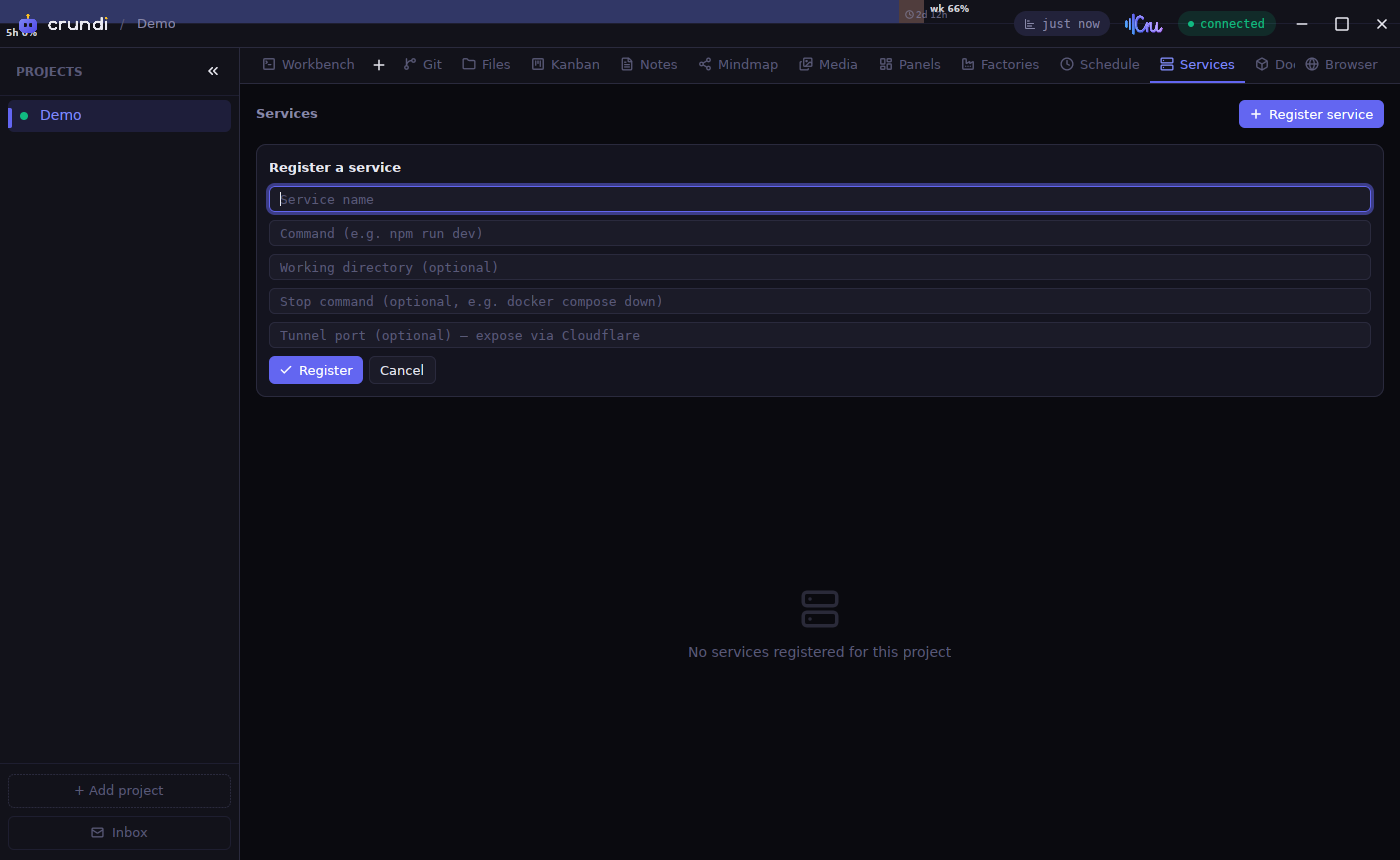 5h 0%
crundi / Demo
2d 12h
wk 66%
just now
Cru
connected
PROJECTS
Workbench
Git
Files
Kanban
Notes
Mindmap
Media
Panels
Factories
Schedule
Services
Browser
Demo
Services
+ Register service
Register a service
Service name
Command (e.g. npm run dev)
Working directory (optional)
Stop command (optional, e.g. docker compose down)
Tunnel port (optional) — expose via Cloudflare
Register
Cancel
No services registered for this project
+ Add project
Inbox